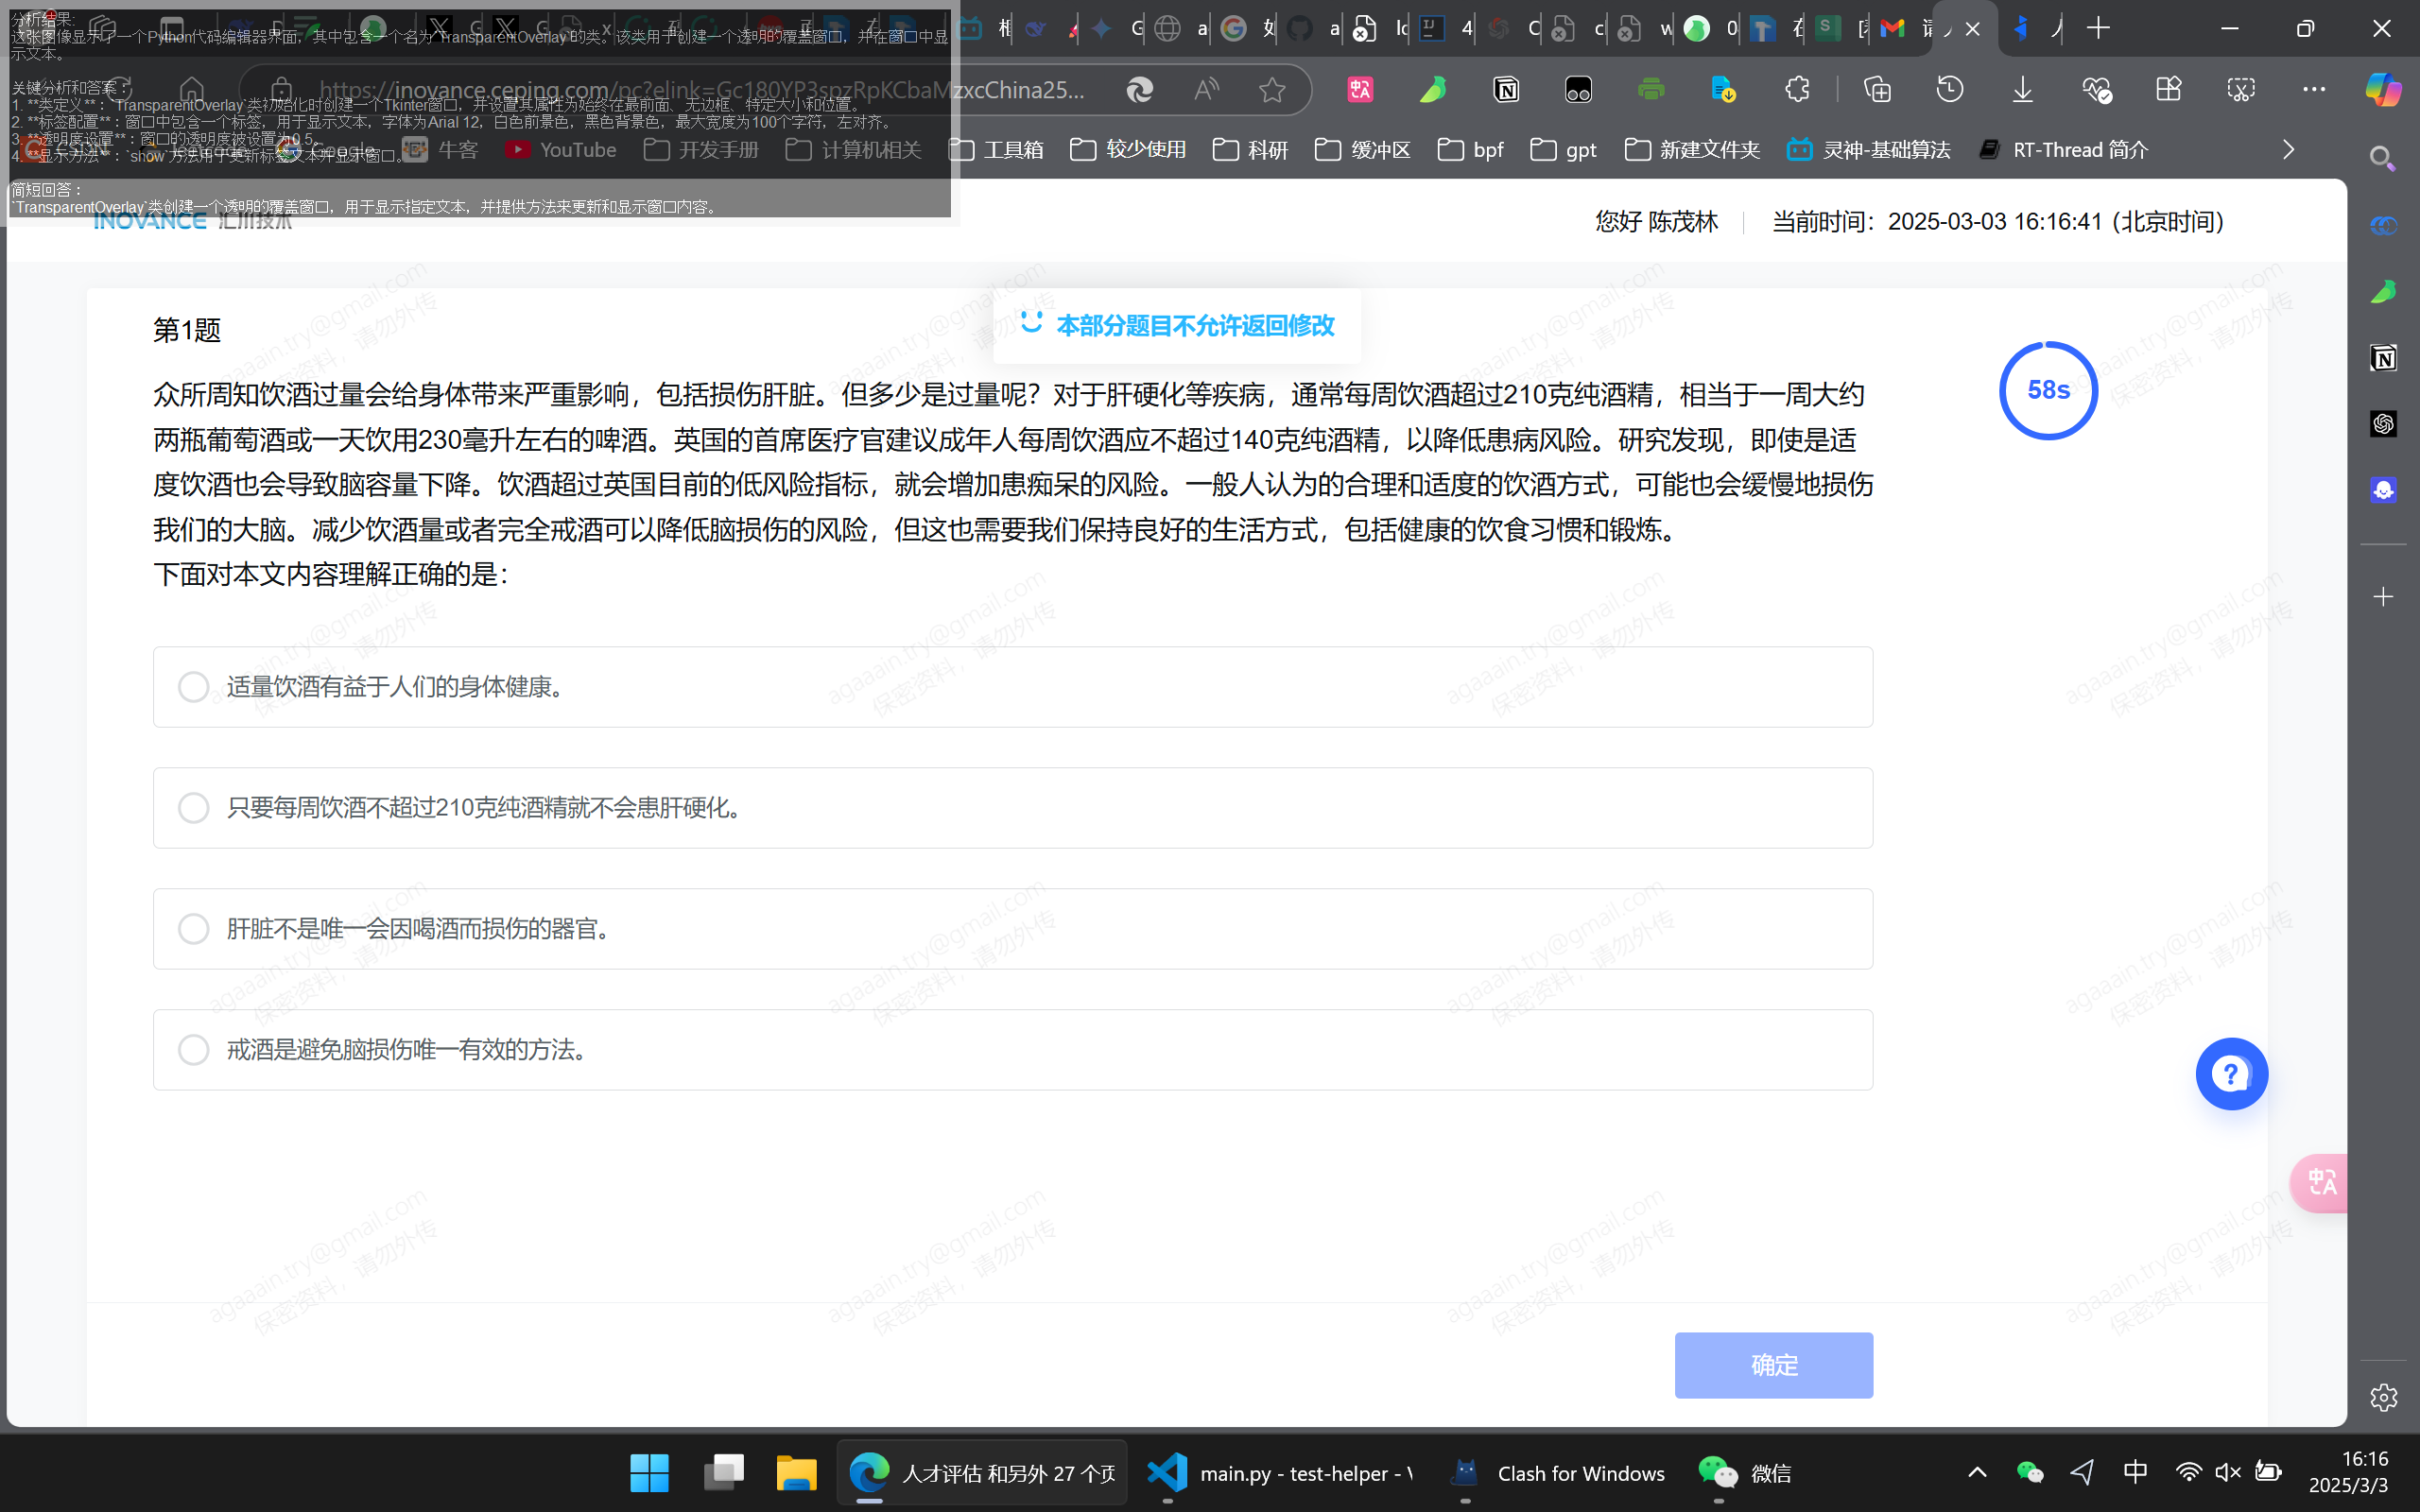 分析结果:
这张图像显示了一个Python代码编辑器界面，其中包含一个名为`TransparentOverlay`的类。该类用于创建一个透明的覆盖窗口，并在窗口中显
示文本。
关键分析和答案：
1. **类定义**：`TransparentOverlay`类初始化时创建一个Tkinter窗口，并设置其属性为始终在最前面、无边框、特定大小和位置。
2. **标签配置**：窗口中包含一个标签，用于显示文本，字体为Arial 12，白色前景色，黑色背景色，最大宽度为100个字符，左对齐。
3. **透明度设置**：窗口的透明度被设置为0.5。
4. **显示方法**：`show`方法用于更新标签文本并显示窗口。
简短回答：
`TransparentOverlay`类创建一个透明的覆盖窗口，用于显示指定文本，并提供方法来更新和显示窗口内容。
https://inovance.ceping.com/pc?elink=Gc180YP3spzRpKCbaMzxcChina25...
Google
牛客
YouTube
开发手册
计算机相关
工具箱
较少使用
科研
缓冲区
bpf
gpt
新建文件夹
灵神-基础算法
RT-Thread 简介
INOVANCE 汇川技术
您好 陈茂林
当前时间：2025-03-03 16:16:41 (北京时间)
本部分题目不允许返回修改
第1题
58s
众所周知饮酒过量会给身体带来严重影响，包括损伤肝脏。但多少是过量呢？对于肝硬化等疾病，通常每周饮酒超过210克纯酒精，相当于一周大约
两瓶葡萄酒或一天饮用230毫升左右的啤酒。英国的首席医疗官建议成年人每周饮酒应不超过140克纯酒精，以降低患病风险。研究发现，即使是适
度饮酒也会导致脑容量下降。饮酒超过英国目前的低风险指标，就会增加患痴呆的风险。一般人认为的合理和适度的饮酒方式，可能也会缓慢地损伤
我们的大脑。减少饮酒量或者完全戒酒可以降低脑损伤的风险，但这也需要我们保持良好的生活方式，包括健康的饮食习惯和锻炼。
下面对本文内容理解正确的是：
适量饮酒有益于人们的身体健康。
只要每周饮酒不超过210克纯酒精就不会患肝硬化。
肝脏不是唯一会因喝酒而损伤的器官。
戒酒是避免脑损伤唯一有效的方法。
agaaain.try@gmail.com
保密资料，请勿外传
确定
人才评估 和另外 27 个页
main.py - test-helper - V
Clash for Windows
微信
中
16:16
2025/3/3